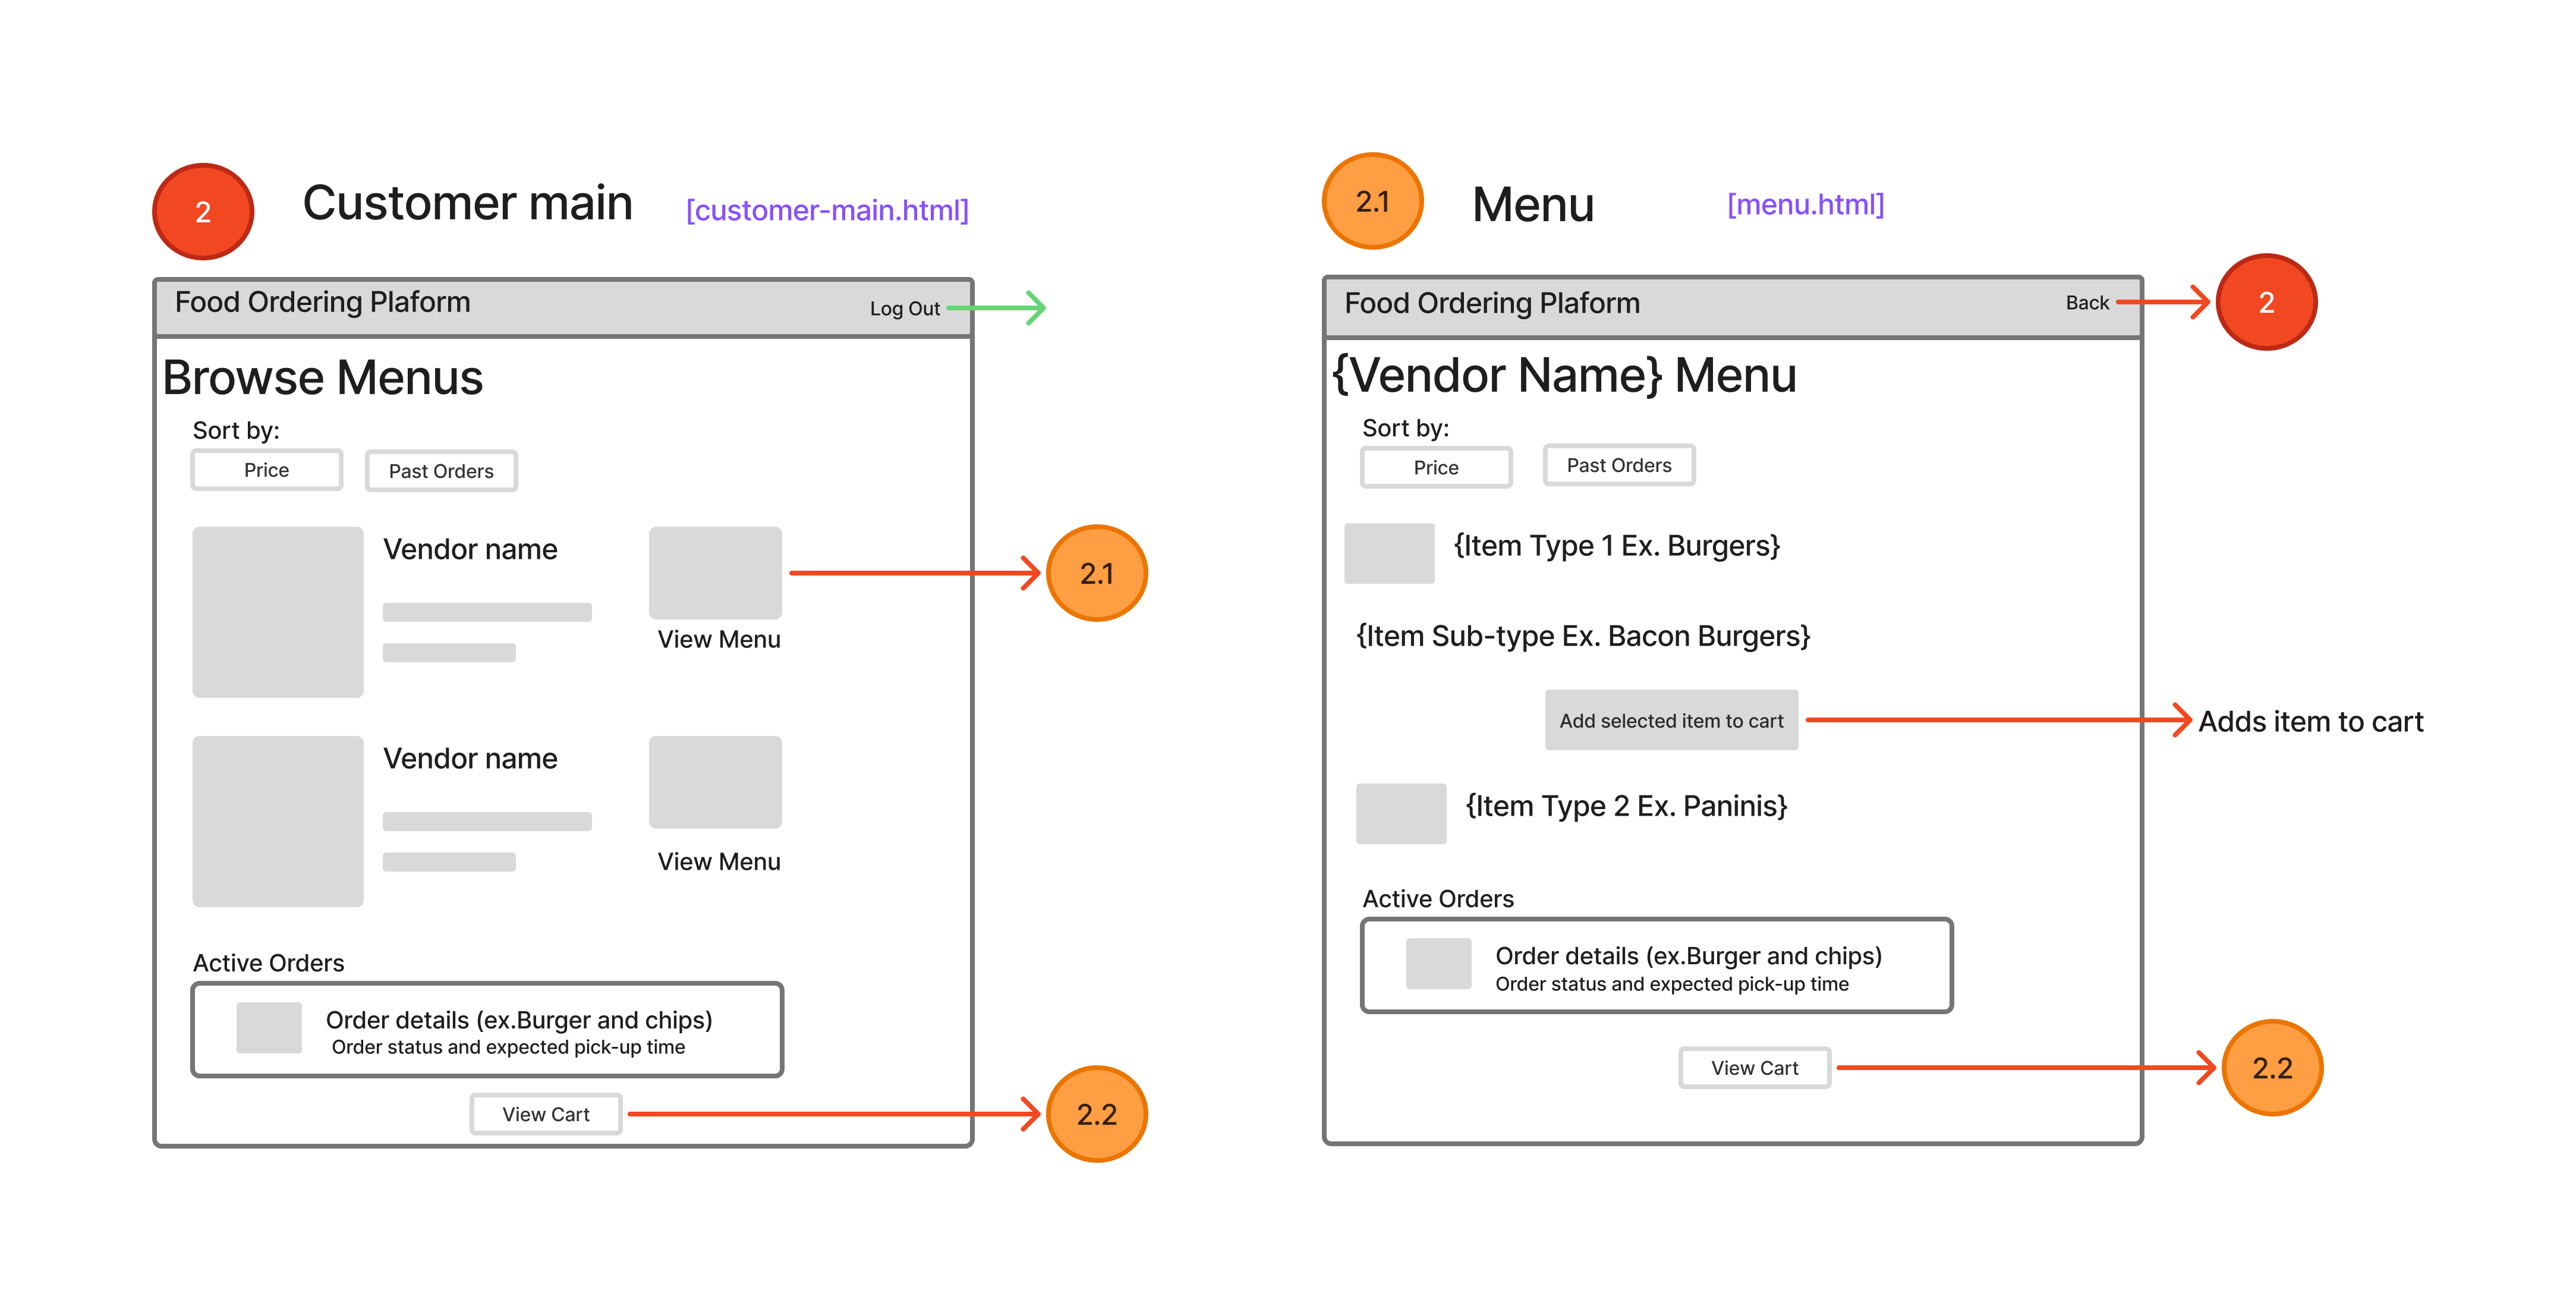 2
Customer main
[customer-main.html]
Food Ordering Plaform
Log Out
Browse Menus
Sort by:
Price
Past Orders
Vendor name
View Menu
2.1
Vendor name
View Menu
Active Orders
Order details (ex.Burger and chips)
Order status and expected pick-up time
View Cart
2.2
2.1
Menu
[menu.html]
Food Ordering Plaform
Back
2
{Vendor Name} Menu
Sort by:
Price
Past Orders
{Item Type 1 Ex. Burgers}
{Item Sub-type Ex. Bacon Burgers}
Add selected item to cart
Adds item to cart
{Item Type 2 Ex. Paninis}
Active Orders
Order details (ex.Burger and chips)
Order status and expected pick-up time
View Cart
2.2